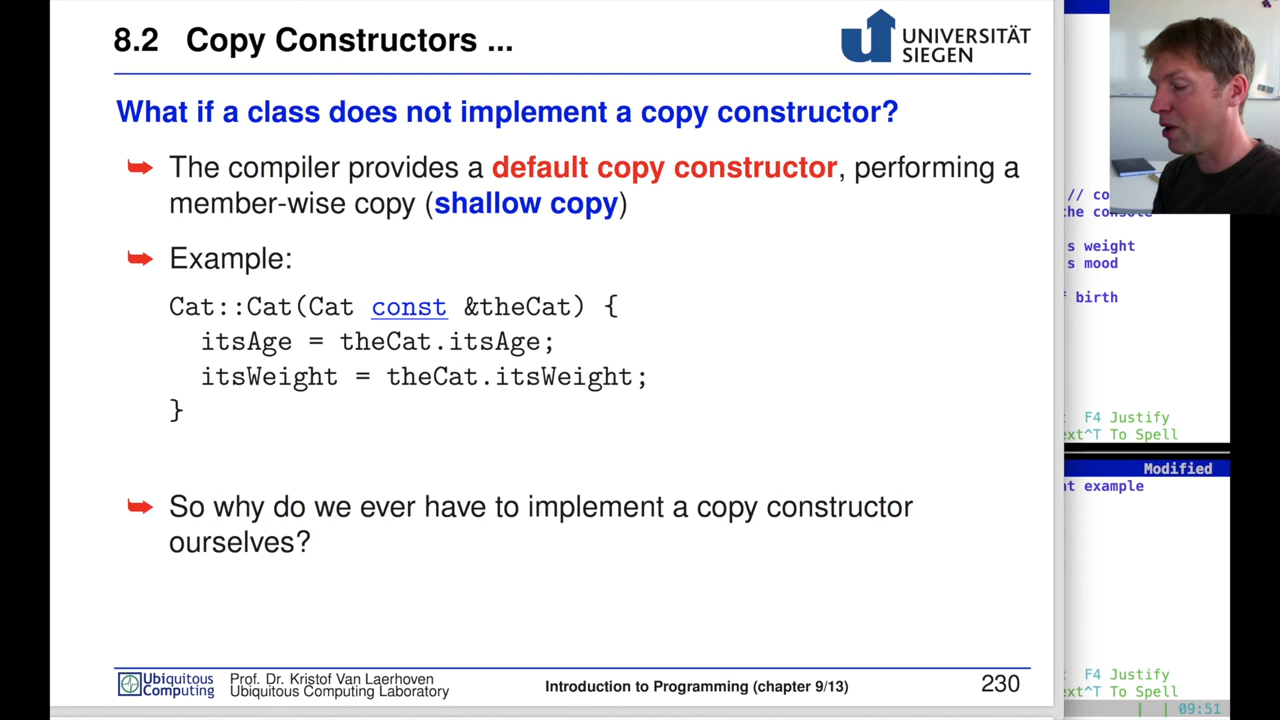 8.2 Copy Constructors ...
UNIVERSITÄT
SIEGEN
What if a class does not implement a copy constructor?
The compiler provides a default copy constructor, performing a
member-wise copy (shallow copy)
Example:
Cat::Cat(Cat const &theCat) {
itsAge = theCat.itsAge;
itsWeight = theCat.itsWeight;
}
So why do we ever have to implement a copy constructor
ourselves?
Ubiquitous
Computing
Prof. Dr. Kristof Van Laerhoven
Ubiquitous Computing Laboratory
Introduction to Programming (chapter 9/13)
230
// co
s weight
s mood
birth
F4 Justify
ext^T To Spell
Modified
at example
F4 Justify
ext^T To Spell
09:51